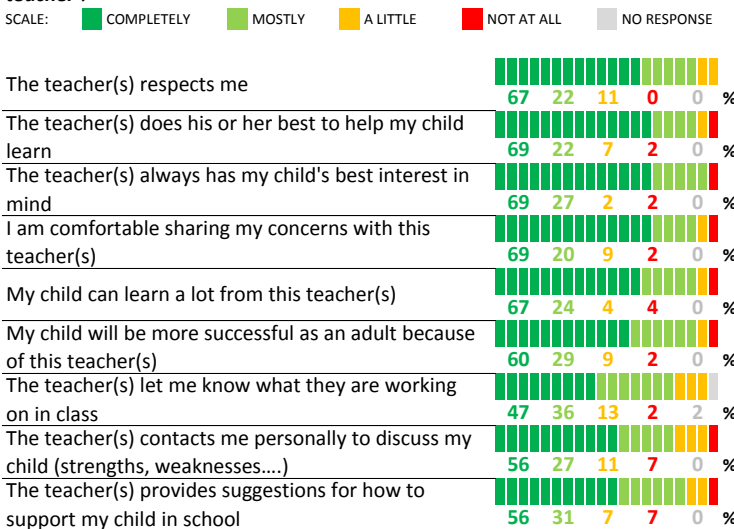 teacher?
SCALE: COMPLETELY MOSTLY A LITTLE NOT AT ALL NO RESPONSE
The teacher(s) respects me
67 22 11 0 0 %
The teacher(s) does his or her best to help my child
learn
69 22 7 2 0 %
The teacher(s) always has my child's best interest in
mind
69 27 2 2 0 %
I am comfortable sharing my concerns with this
teacher(s)
69 20 9 2 0 %
My child can learn a lot from this teacher(s)
67 24 4 4 0 %
My child will be more successful as an adult because
of this teacher(s)
60 29 9 2 0 %
The teacher(s) let me know what they are working
on in class
47 36 13 2 2 %
The teacher(s) contacts me personally to discuss my
child (strengths, weaknesses....)
56 27 11 7 0 %
The teacher(s) provides suggestions for how to
support my child in school
56 31 7 7 0 %